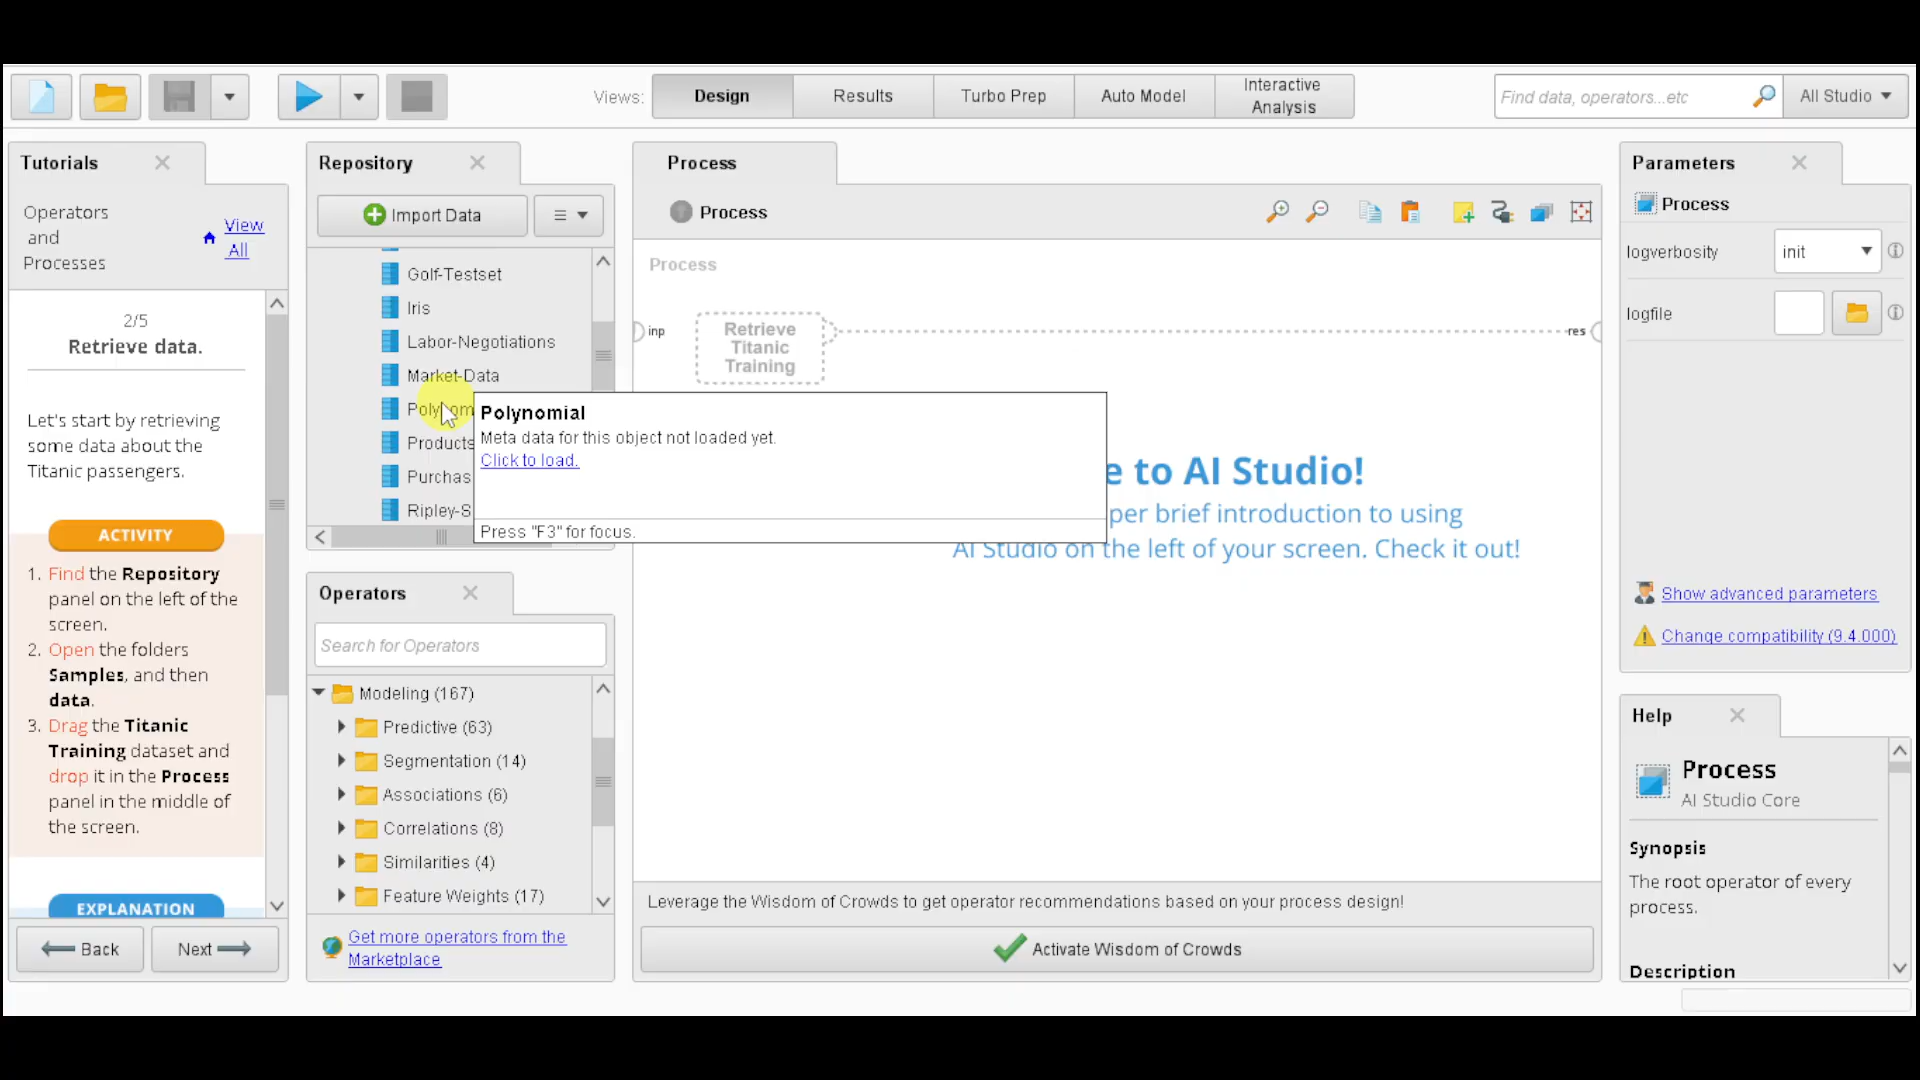 Views:
Design
Results
Turbo Prep
Auto Model
Interactive
Analysis
Find data, operators...etc
All Studio
Tutorials
Operators
and
Processes
View
All
2/5
Retrieve data.
Let's start by retrieving
some data about the
Titanic passengers.
ACTIVITY
1. Find the Repository
panel on the left of the
screen.
2. Open the folders
Samples, and then
data.
3. Drag the Titanic
Training dataset and
drop it in the Process
panel in the middle of
the screen.
EXPLANATION
Back
Next
Repository
Import Data
Golf-Testset
Iris
Labor-Negotiations
Market-Data
Polynom
Products
Purchas
Ripley-S
Polynomial
Meta data for this object not loaded yet.
Click to load.
Press "F3" for focus.
Operators
Search for Operators
Modeling (167)
Predictive (63)
Segmentation (14)
Associations (6)
Correlations (8)
Similarities (4)
Feature Weights (17)
Get more operators from the
Marketplace
Process
Process
Process
inp
Retrieve
Titanic
Training
res
e to AI Studio!
per brief introduction to using
AI Studio on the left of your screen. Check it out!
Leverage the Wisdom of Crowds to get operator recommendations based on your process design!
Activate Wisdom of Crowds
Parameters
Process
logverbosity
init
logfile
Show advanced parameters
Change compatibility (9.4.000)
Help
Process
AI Studio Core
Synopsis
The root operator of every
process.
Description